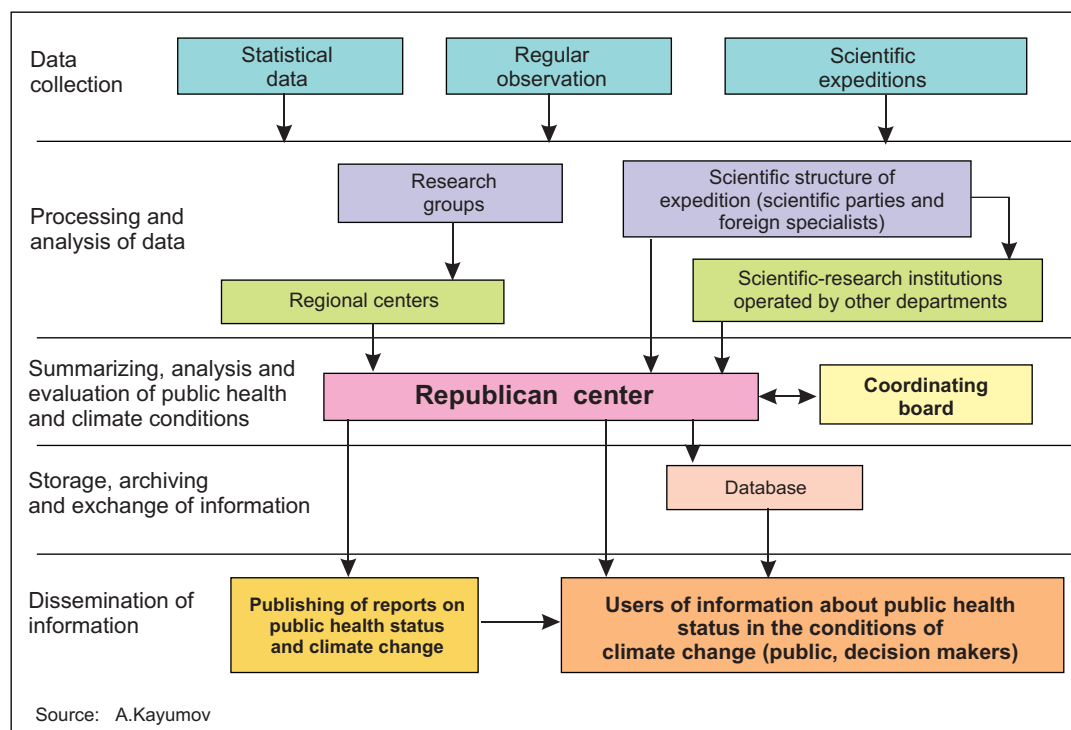 Data
collection
Statistical
data
Regular
observation
Scientific
expeditions
Processing and
analysis of data
Research
groups
Scientific structure of
expedition (scientific parties and
foreign specialists)
Regional centers
Scientific-research institutions
operated by other departments
Summarizing, analysis and
evaluation of public health
and climate conditions
Republican center
Coordinating
board
Storage, archiving
and exchange of information
Database
Dissemination of
information
Publishing of reports on
public health status
and climate change
Users of information about public health
status in the conditions of
climate change (public, decision makers)
Source: A.Kayumov